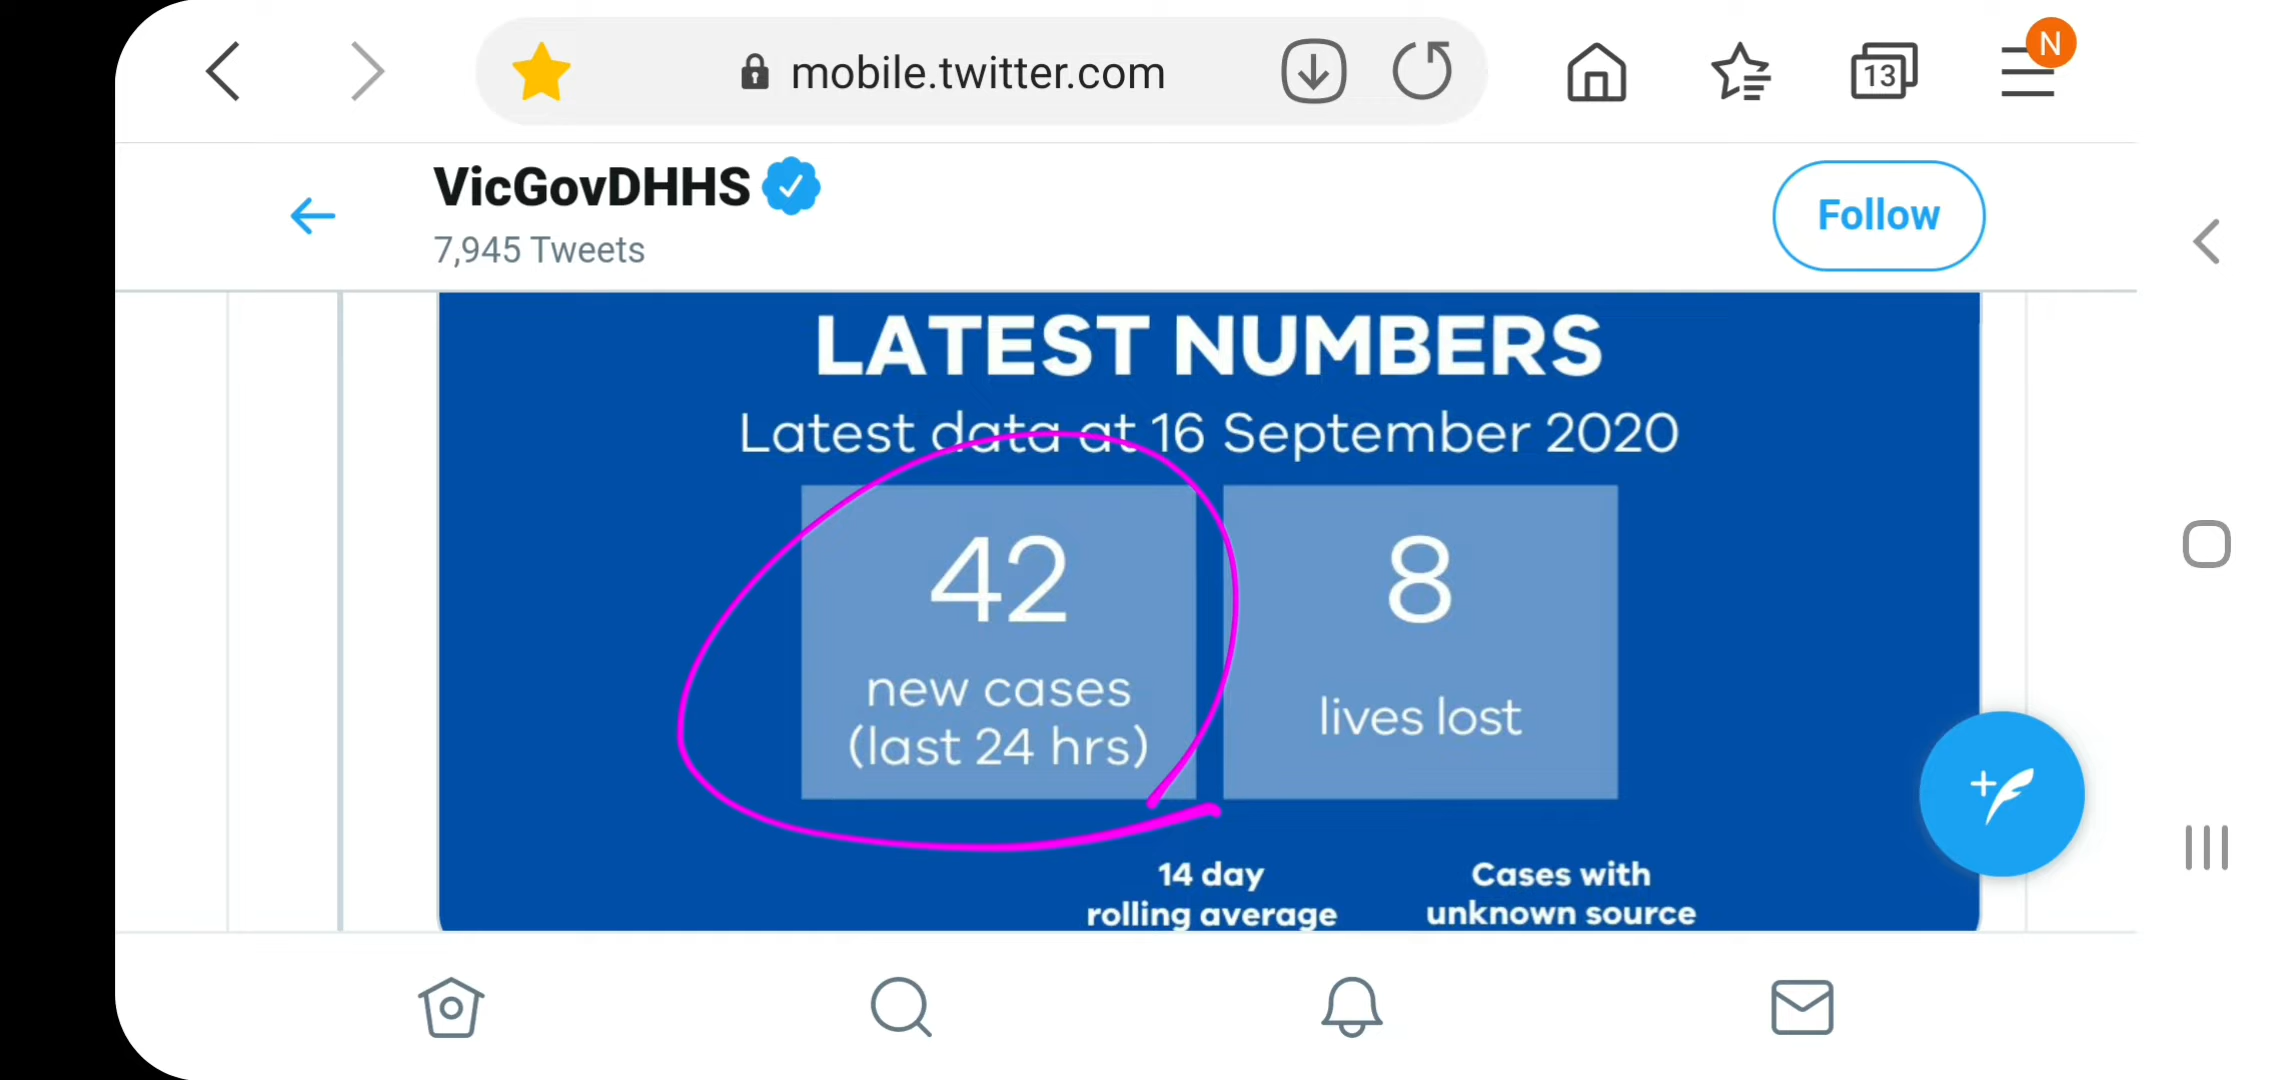 mobile.twitter.com
13
N
VicGovDHHS
7,945 Tweets
Follow
LATEST NUMBERS
Latest data at 16 September 2020
42
new cases
(last 24 hrs)
8
lives lost
14 day
rolling average
Cases with
unknown source